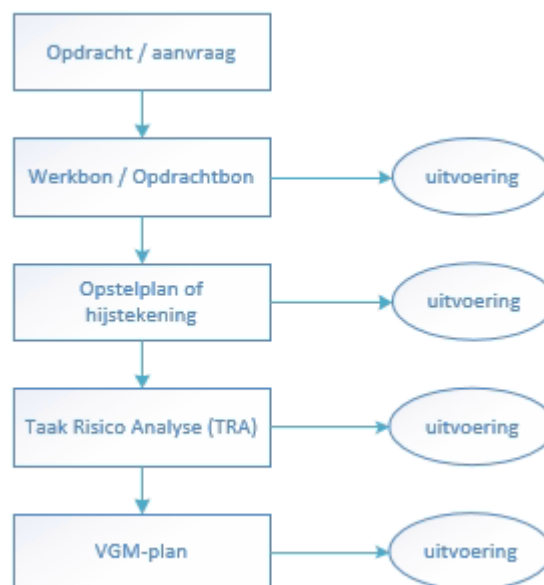 Opdracht / aanvraag
Werkbon / Opdrachtbon
uitvoering
Opstelplan of
hijstekening
uitvoering
Taak Risico Analyse (TRA)
uitvoering
VGM-plan
uitvoering